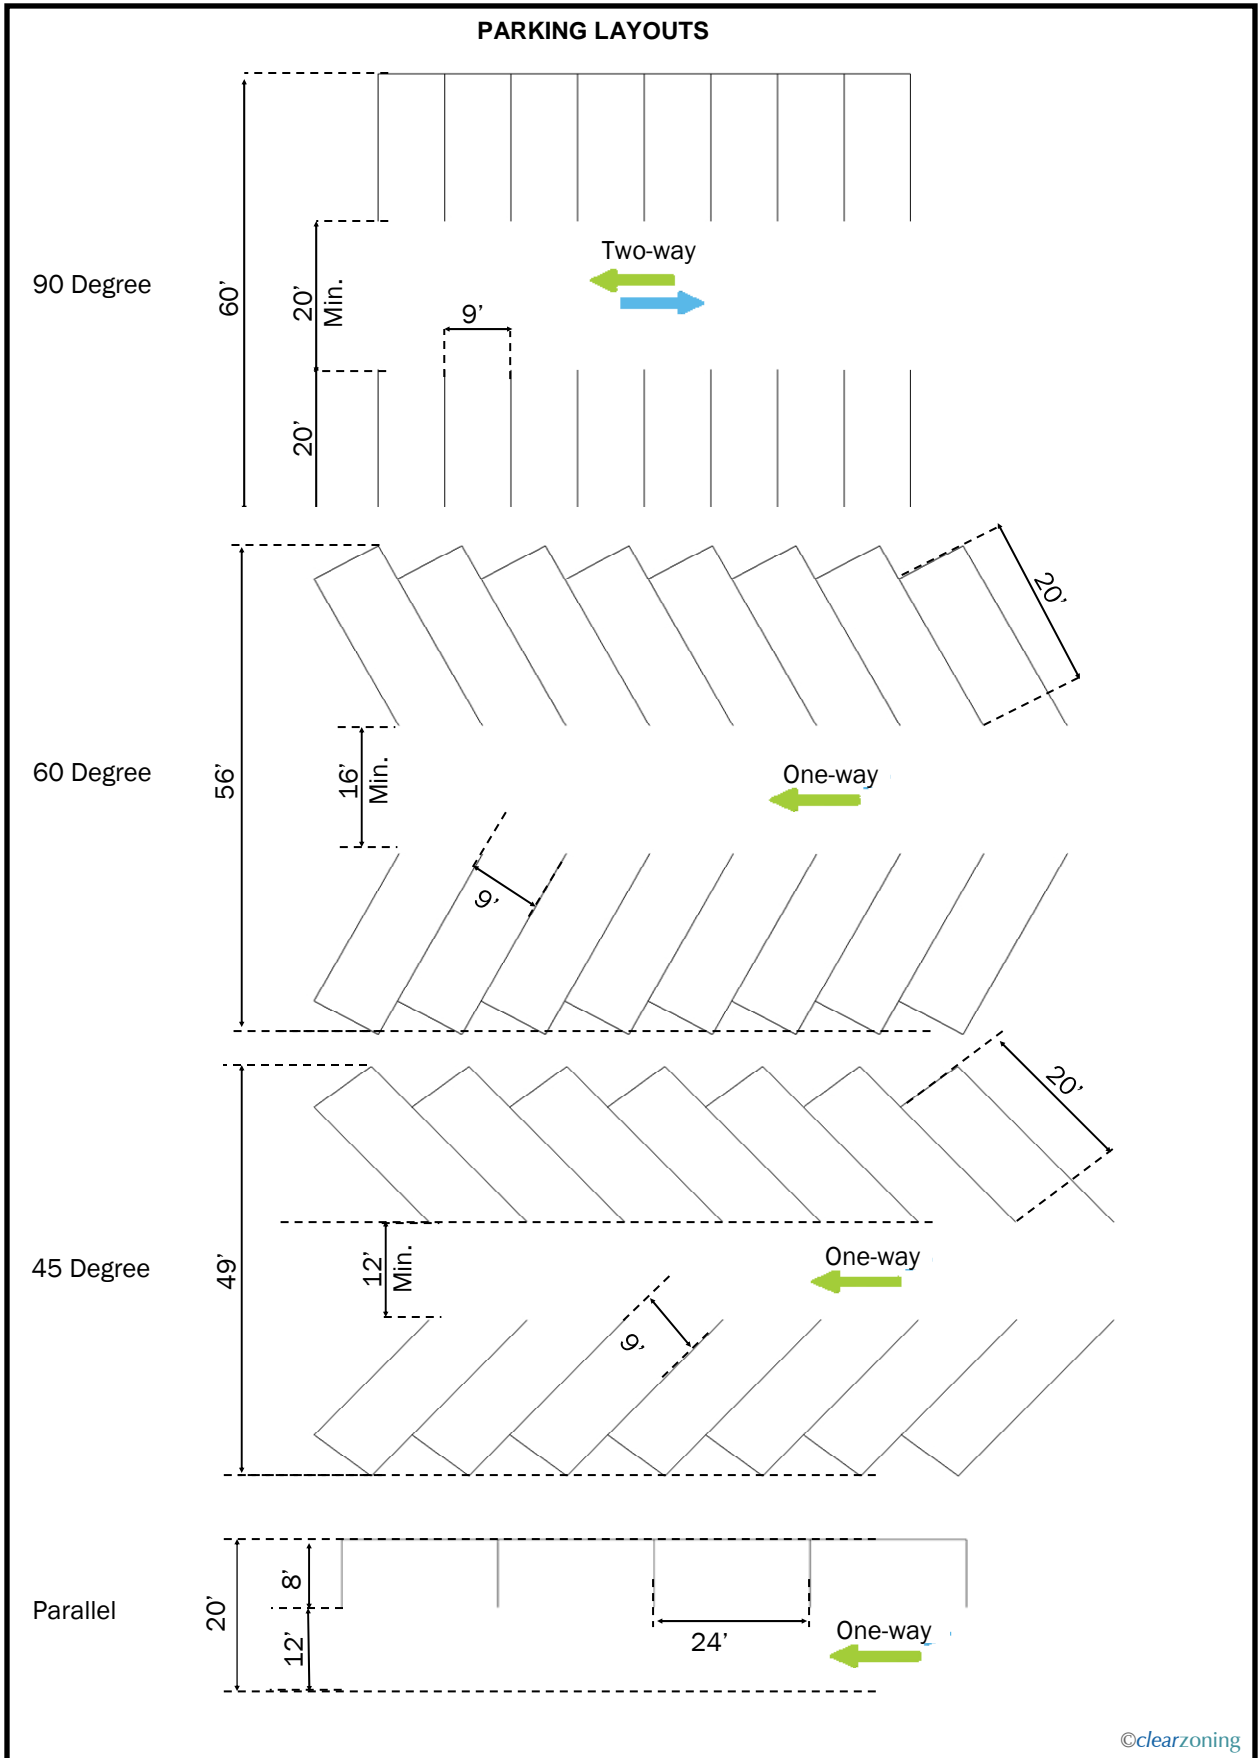 PARKING LAYOUTS
90 Degree
60’
20’
Min.
20’
9’
Two-way
60 Degree
56’
16’
Min.
9’
20’
One-way
45 Degree
49’
12’
Min.
9’
20’
One-way
Parallel
20’
8’
12’
24’
One-way
©clearzoning